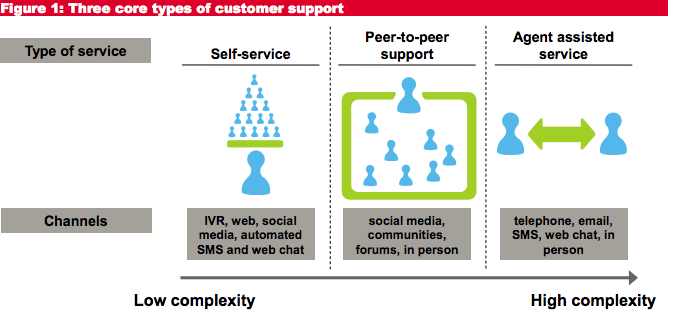 Figure 1: Three core types of customer support
Type of service
Self-service
Peer-to-peer
support
Agent assisted
service
Channels
IVR, web, social
media, automated
SMS and web chat
social media,
communities,
forums, in person
telephone, email,
SMS, web chat, in
person
Low complexity
High complexity